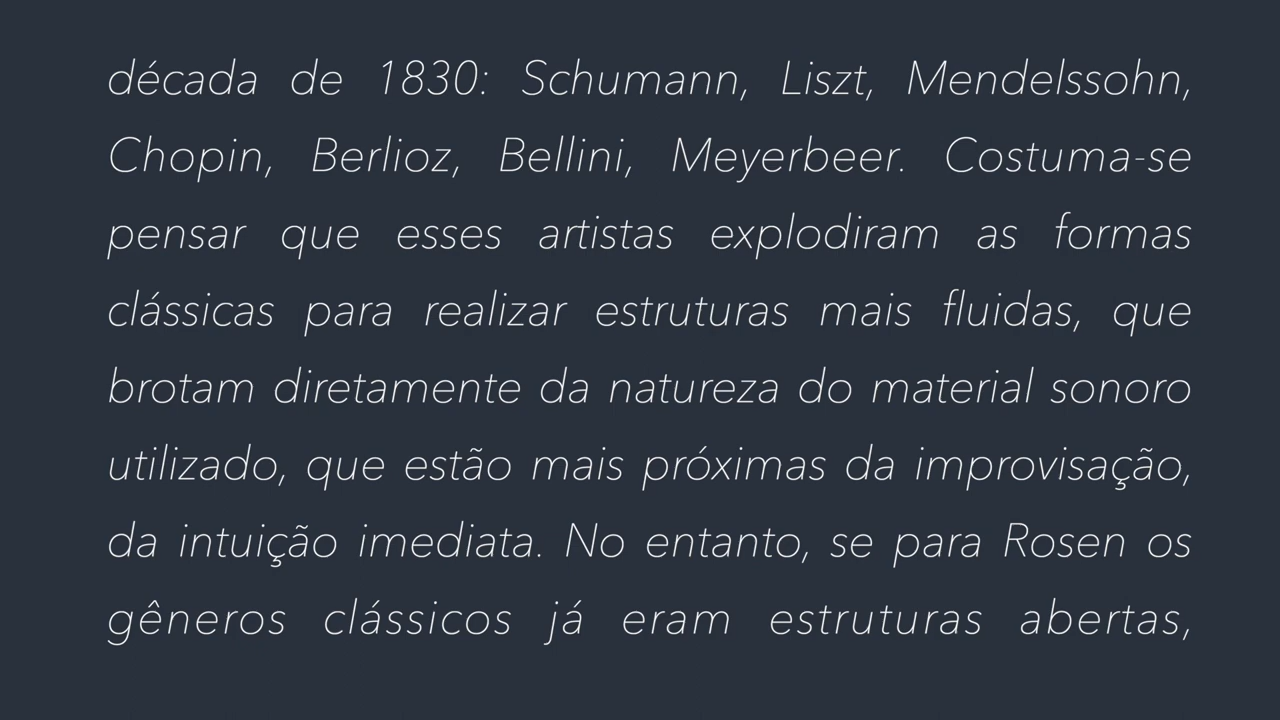 década de 1830: Schumann, Liszt, Mendelssohn,
Chopin, Berlioz, Bellini, Meyerbeer. Costuma-se
pensar que esses artistas explodiram as formas
clássicas para realizar estruturas mais fluidas, que
brotam diretamente da natureza do material sonoro
utilizado, que estão mais próximas da improvisação,
da intuição imediata. No entanto, se para Rosen os
gêneros clássicos já eram estruturas abertas,